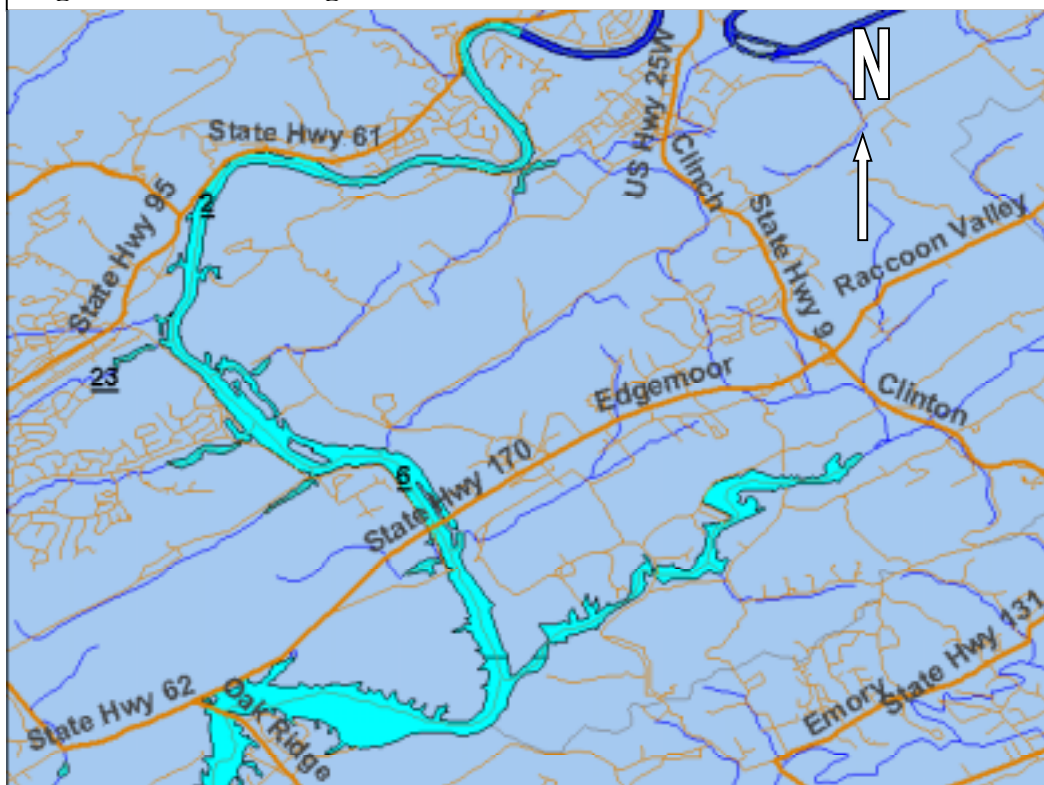 N
State Hwy 61
US Hwy 25W
Clinch
2
State Hwy 95
State Hwy 9
Raccoon Valley
23
Edgemoor
Clinton
6
State Hwy 170
State Hwy 131
Emory
State Hwy 62
Oak Ridge